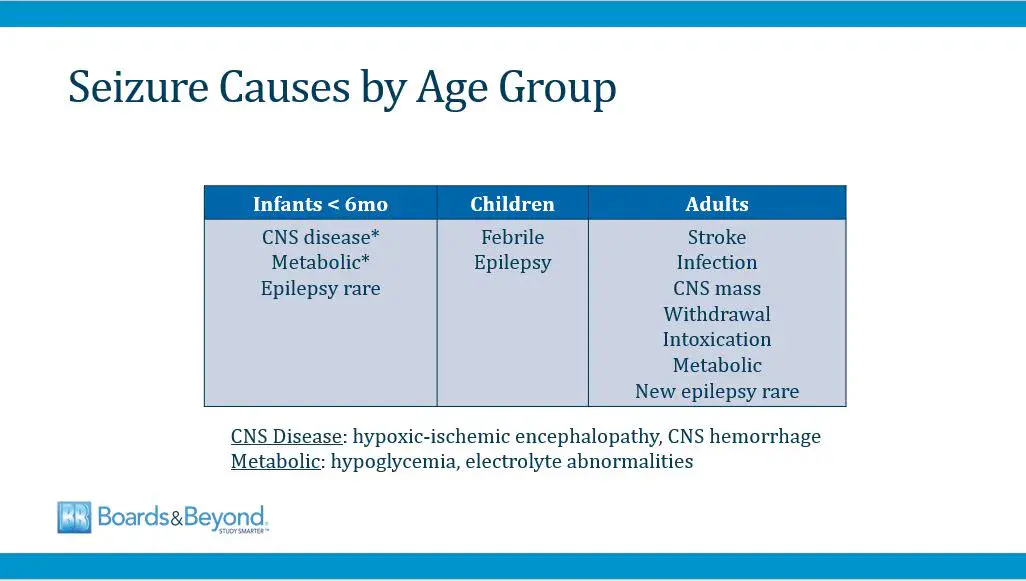 Seizure Causes by Age Group
Infants < 6mo Children Adults
CNS disease* Febrile Stroke
Metabolic* Epilepsy Infection
Epilepsy rare CNS mass
Withdrawal
Intoxication
Metabolic
New epilepsy rare
CNS Disease: hypoxic-ischemic encephalopathy, CNS hemorrhage
Metabolic: hypoglycemia, electrolyte abnormalities
BB Boards&Beyond.
STUDY SMARTER™